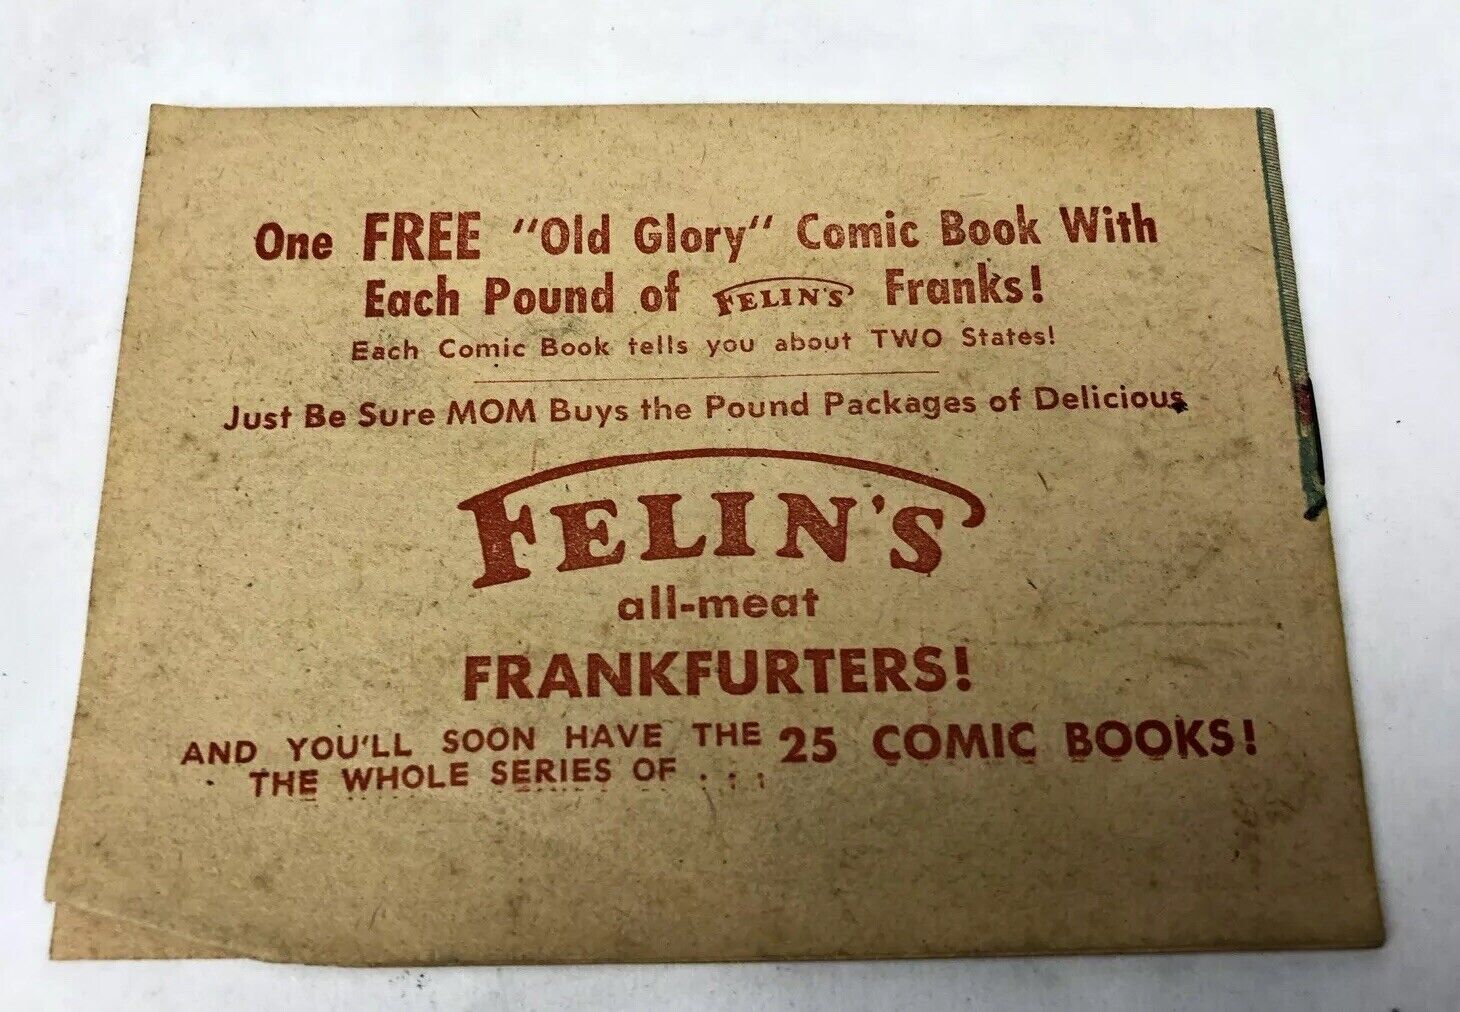 One FREE "Old Glory" Comic Book With
Each Pound of FELIN'S Franks!
Each Comic Book tells you about TWO States!
Just Be Sure MOM Buys the Pound Packages of Delicious
FELIN'S
all-meat
FRANKFURTERS!
AND YOU'LL SOON HAVE THE
THE WHOLE SERIES OF . . . .
25 COMIC BOOKS!